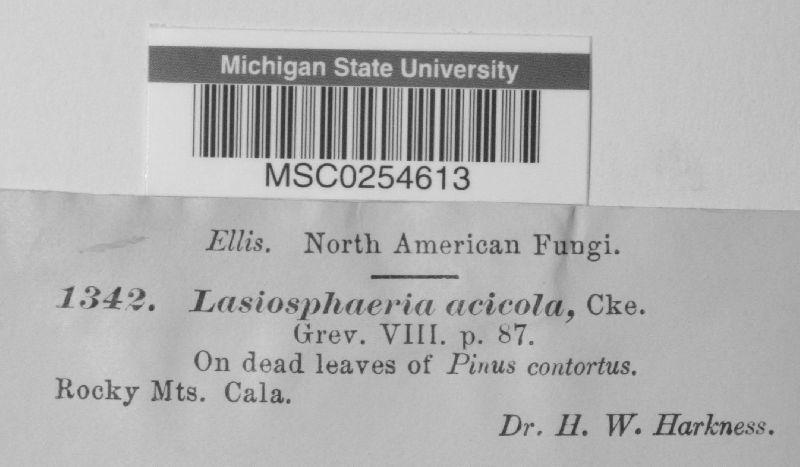 Michigan State University
MSC0254613
Ellis. North American Fungi.
1342. Lasiosphaeria acicola, Cke.
Grev. VIII. p. 87.
On dead leaves of Pinus contortus.
Rocky Mts. Cala.
Dr. H. W. Harkness.